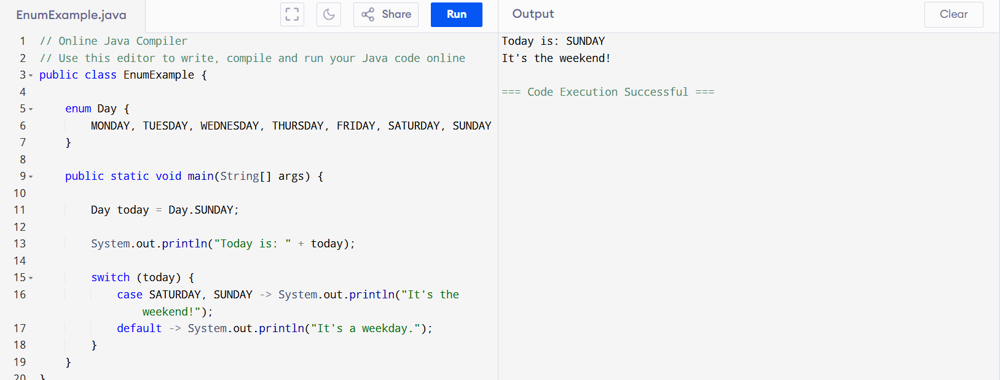 EnumExample.java
Share
Run
Output
Clear
1 // Online Java Compiler
2 // Use this editor to write, compile and run your Java code online
3 public class EnumExample {
4
5     enum Day {
6         MONDAY, TUESDAY, WEDNESDAY, THURSDAY, FRIDAY, SATURDAY, SUNDAY
7     }
8
9     public static void main(String[] args) {
10
11         Day today = Day.SUNDAY;
12
13         System.out.println("Today is: " + today);
14
15         switch (today) {
16             case SATURDAY, SUNDAY -> System.out.println("It's the
weekend!");
17             default -> System.out.println("It's a weekday.");
18         }
19     }
20 }
Today is: SUNDAY
It's the weekend!
=== Code Execution Successful ===